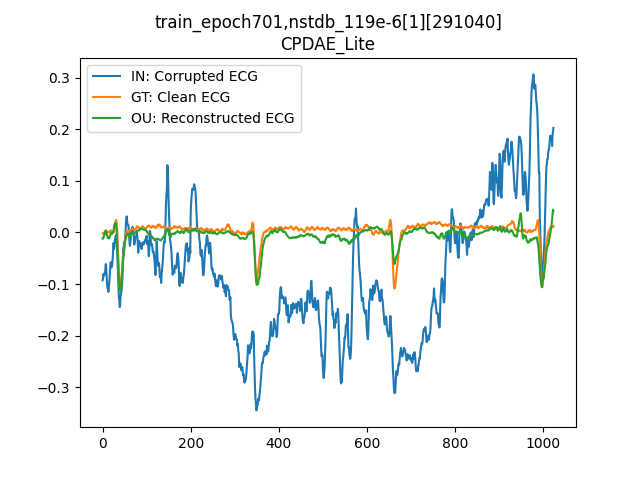 train_epoch701,nstdb_119e-6[1][291040]
CPDAE_Lite
IN: Corrupted ECG
GT: Clean ECG
OU: Reconstructed ECG
0.3
0.2
0.1
0.0
−0.1
−0.2
−0.3
0 200 400 600 800 1000